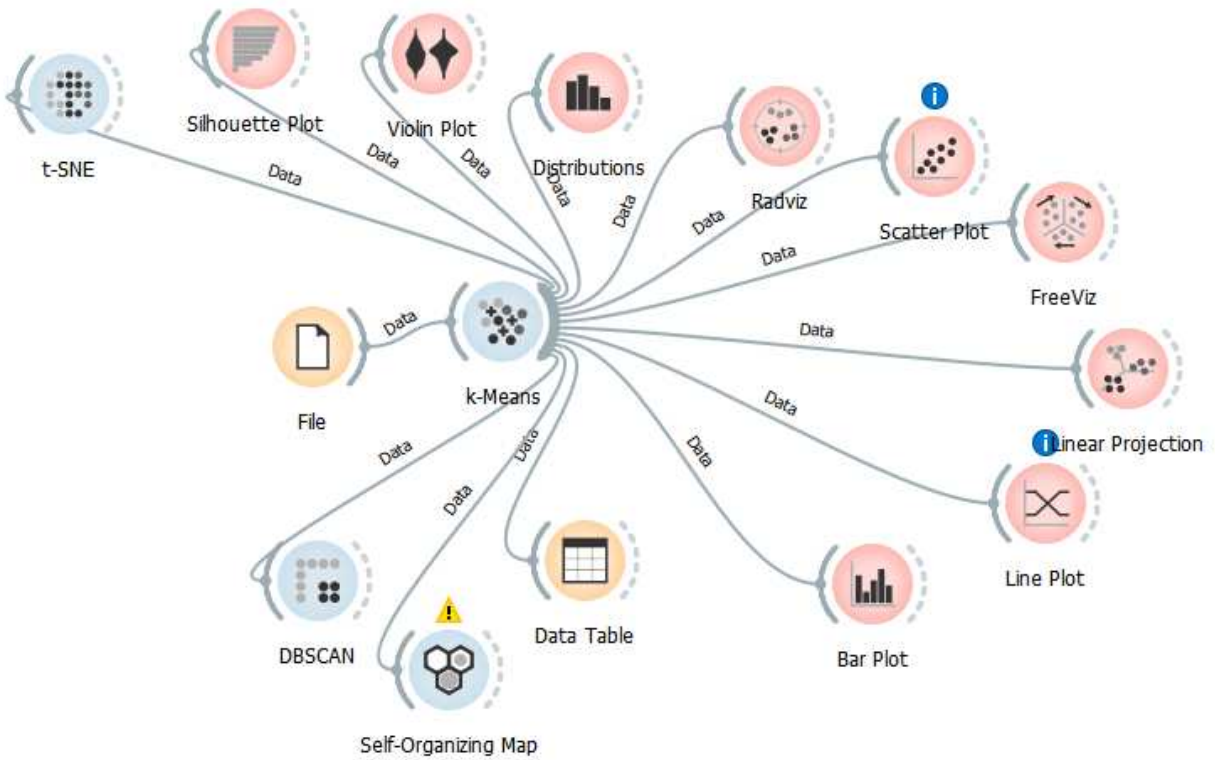 Silhouette Plot
Violin Plot
Distributions
t-SNE
Radviz
Scatter Plot
FreeViz
Data
Data
Data
Data
Data
Data
Data
Data
Data
File
k-Means
Linear Projection
Data
Data
Data
Data
Data
Line Plot
DBSCAN
Data Table
Bar Plot
Self-Organizing Map